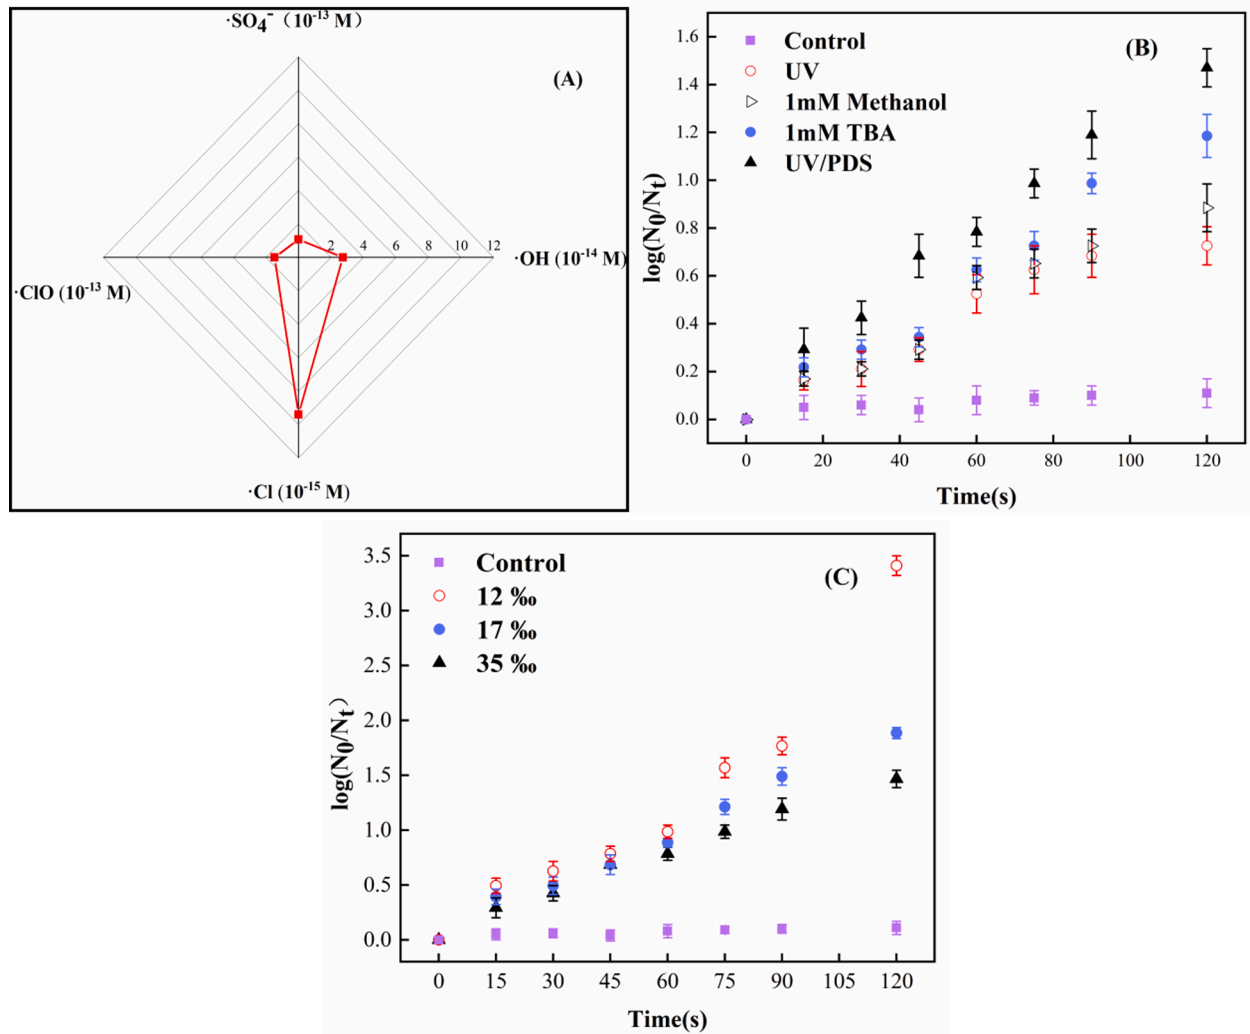 ·SO₄⁻ (10⁻¹³ M)
(A)
2 4 6 8 10 12
·OH (10⁻¹⁴ M)
·ClO (10⁻¹³ M)
·Cl (10⁻¹⁵ M)
(B)
Control
UV
1mM Methanol
1mM TBA
UV/PDS
1.6
1.4
1.2
1.0
0.8
0.6
0.4
0.2
0.0
log(N₀/Nₜ)
0 20 40 60 80 100 120
Time(s)
(C)
Control
12 ‰
17 ‰
35 ‰
3.5
3.0
2.5
2.0
1.5
1.0
0.5
0.0
log(N₀/Nₜ)
0 15 30 45 60 75 90 105 120
Time(s)